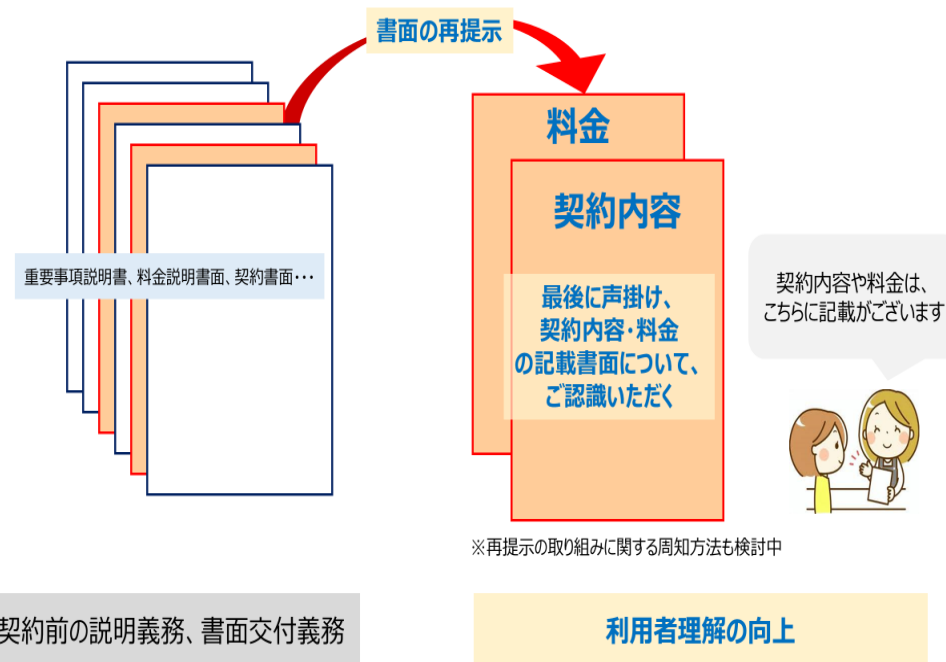 書面の再提示
重要事項説明書、料金説明書面、契約書面・・・
料金
契約内容
最後に声掛け、
契約内容・料金
の記載書面について、
ご認識いただく
契約内容や料金は、
こちらに記載がございます
※再提示の取り組みに関する周知方法も検討中
契約前の説明義務、書面交付義務
利用者理解の向上